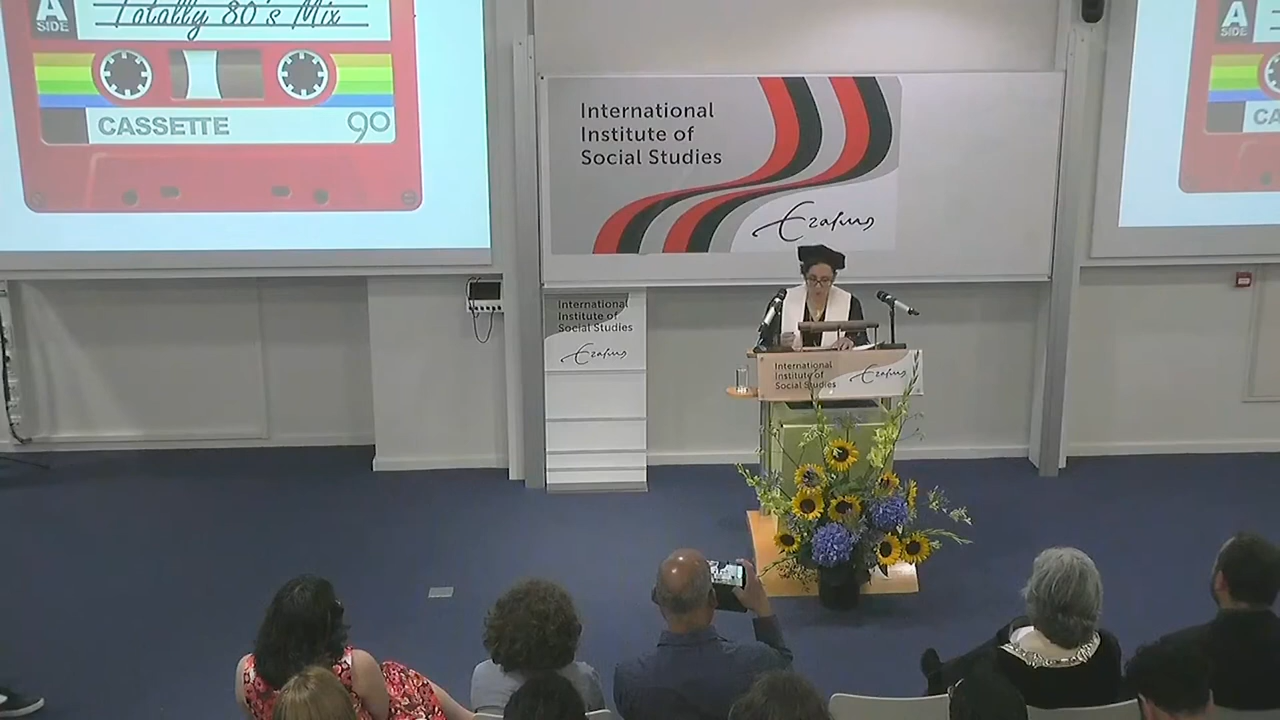 A
SIDE
Totally 80's Mix
CASSETTE
90
International
Institute of
Social Studies
Erasmus
A
SIDE
CA
International
Institute of
Social Studies
Erasmus
International
Institute of
Social Studies
Erasmus